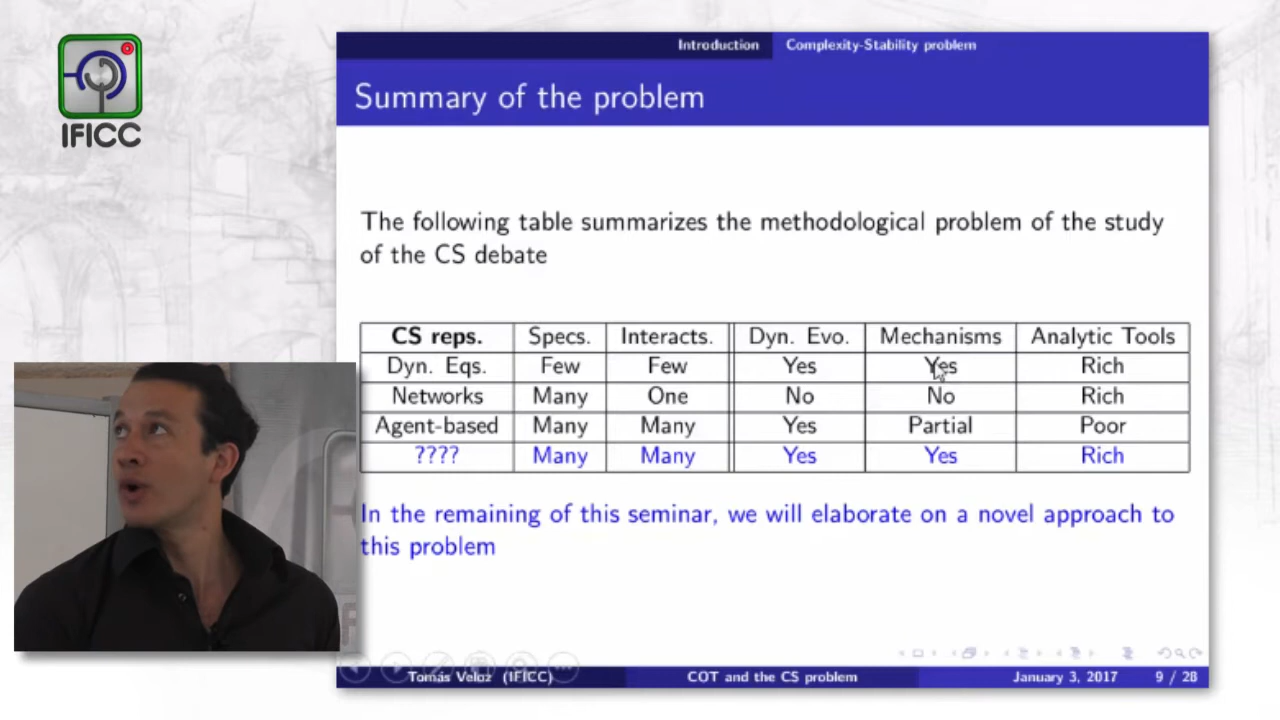 IFICC
Introduction Complexity-Stability problem
Summary of the problem
The following table summarizes the methodological problem of the study
of the CS debate
CS reps. Specs. Interacts. Dyn. Evo. Mechanisms Analytic Tools
Dyn. Eqs. Few Few Yes Yes Rich
Networks Many One No No Rich
Agent-based Many Many Yes Partial Poor
???? Many Many Yes Yes Rich
In the remaining of this seminar, we will elaborate on a novel approach to
this problem
Tomas Veloz (IFICC) COT and the CS problem January 3, 2017 9 / 28